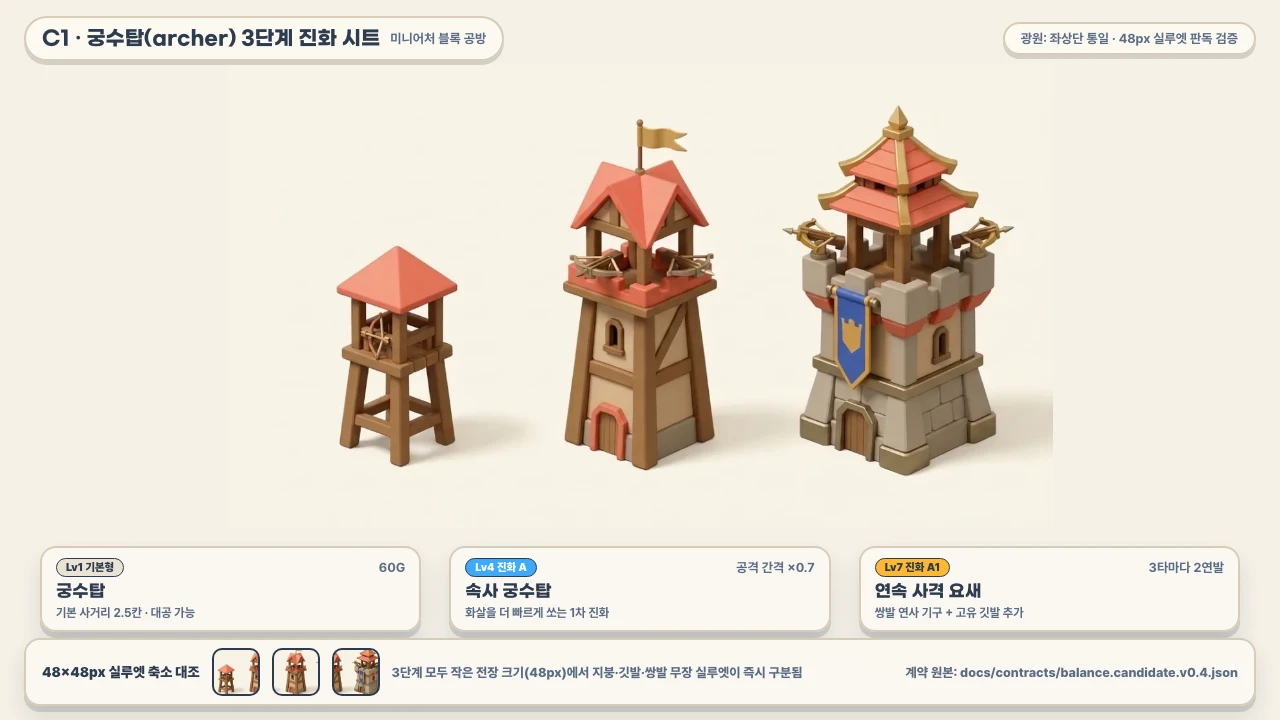 C1 · 궁수탑(archer) 3단계 진화 시트 미니어처 블록 공방
광원: 좌상단 통일 · 48px 실루엣 판독 검증
Lv1 기본형 60G
궁수탑
기본 사거리 2.5칸 · 대공 가능
Lv4 진화 A 공격 간격 ×0.7
속사 궁수탑
화살을 더 빠르게 쏘는 1차 진화
Lv7 진화 A1 3타마다 2연발
연속 사격 요새
쌍발 연사 기구 + 고유 깃발 추가
48×48px 실루엣 축소 대조
3단계 모두 작은 전장 크기(48px)에서 지붕·깃발·쌍발 무장 실루엣이 즉시 구분됨
계약 원본: docs/contracts/balance.candidate.v0.4.json